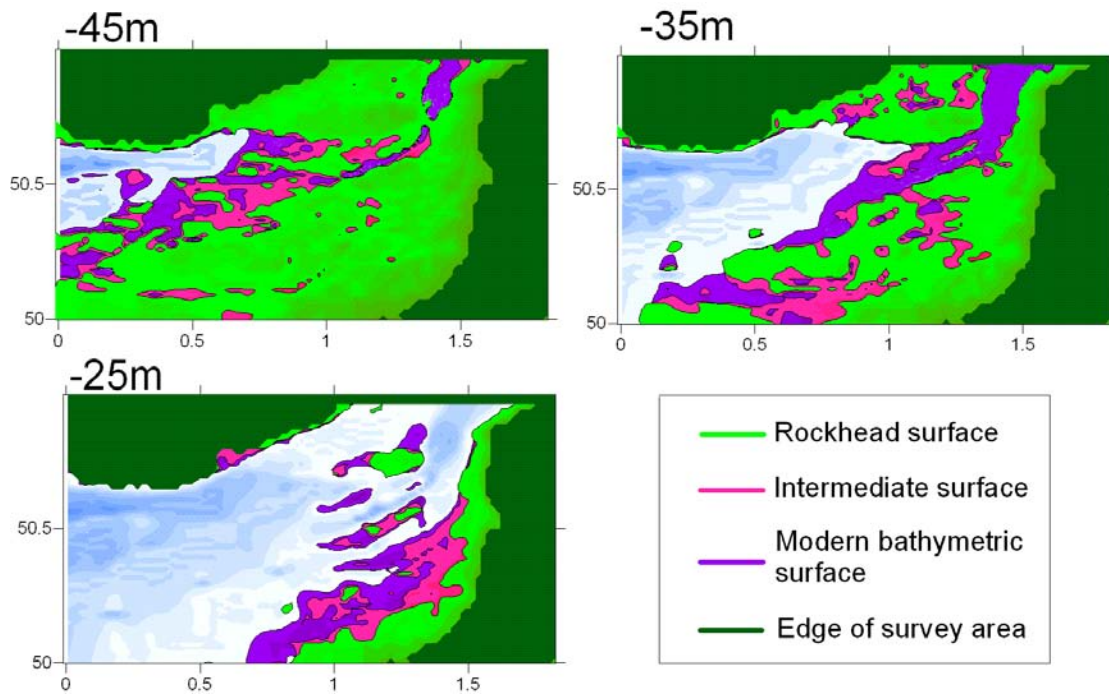 -45m
50.5
50
0
0.5
1
1.5
-35m
50.5
50
0
0.5
1
1.5
-25m
50.5
50
0
0.5
1
1.5
Rockhead surface
Intermediate surface
Modern bathymetric
surface
Edge of survey area